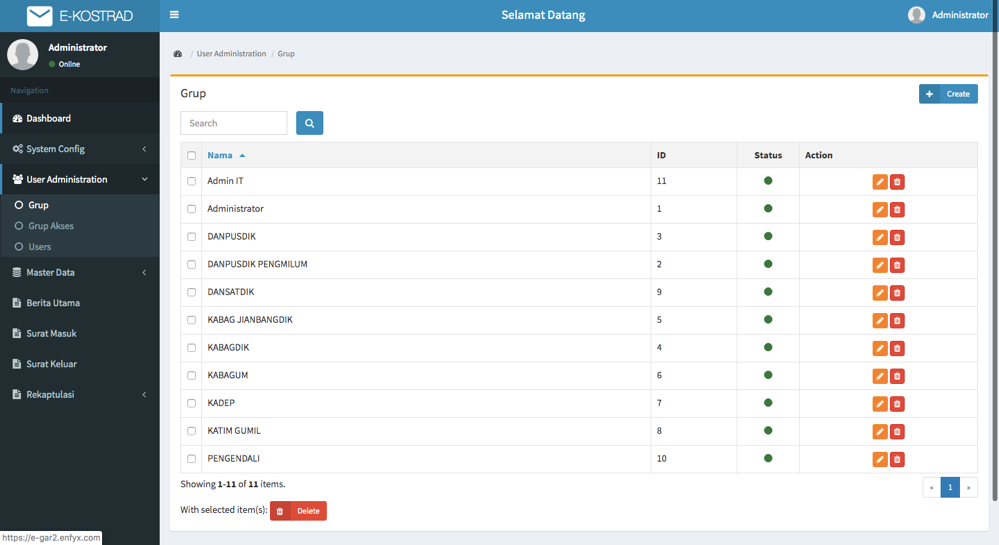 E-KOSTRAD
Selamat Datang
Administrator
Administrator
Online
Navigation
Dashboard
System Config
User Administration
Grup
Grup Akses
Users
Master Data
Berita Utama
Surat Masuk
Surat Keluar
Rekaptulasi
/ User Administration / Grup
Grup
Create
Search
Nama ID Status Action
Admin IT 11
Administrator 1
DANPUSDIK 3
DANPUSDIK PENGMILUM 2
DANSATDIK 9
KABAG JIANBANGDIK 5
KABAGDIK 4
KABAGUM 6
KADEP 7
KATIM GUMIL 8
PENGENDALI 10
Showing 1-11 of 11 items.
« 1 »
With selected item(s): Delete
https://e-gar2.enfyx.com